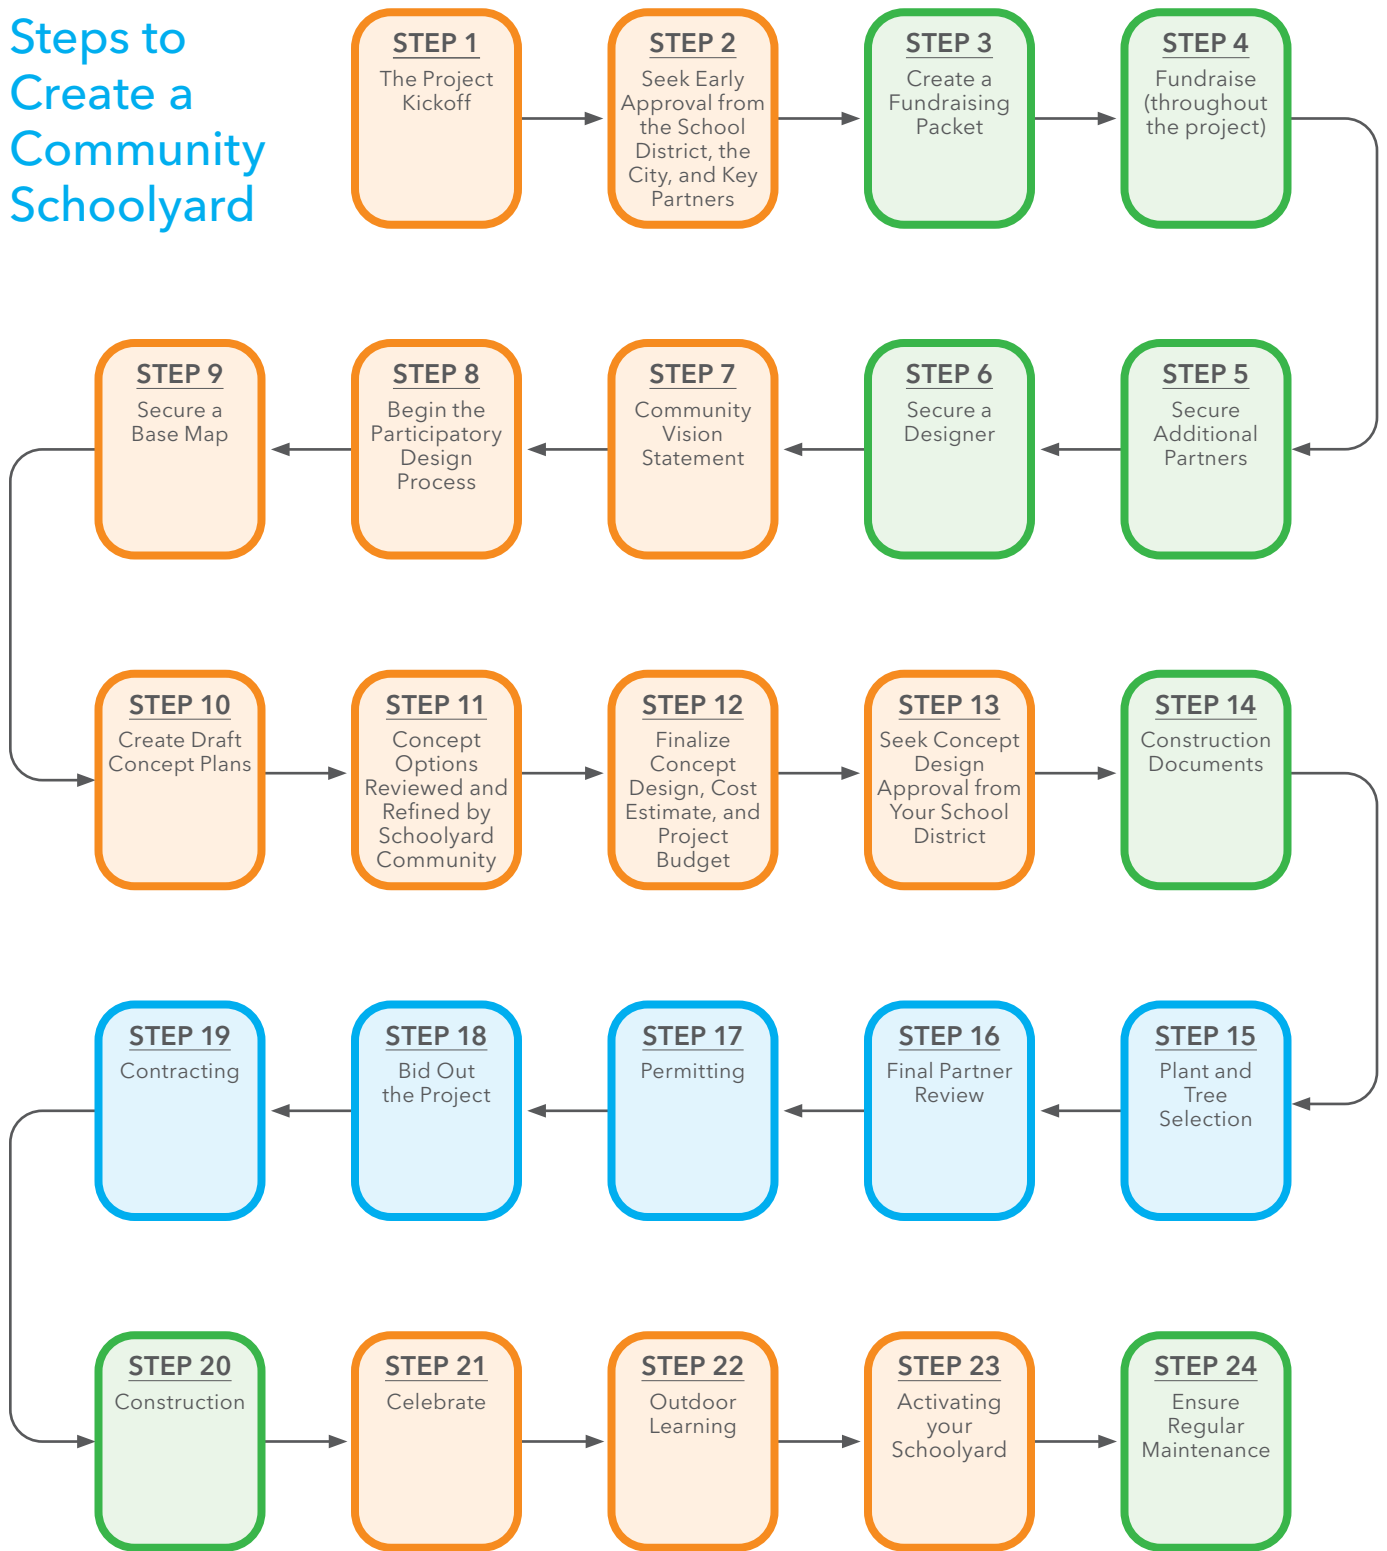 Steps to
Create a
Community
Schoolyard
STEP 1
The Project
Kickoff
STEP 2
Seek Early
Approval from
the School
District, the
City, and Key
Partners
STEP 3
Create a
Fundraising
Packet
STEP 4
Fundraise
(throughout
the project)
STEP 5
Secure
Additional
Partners
STEP 6
Secure a
Designer
STEP 7
Community
Vision
Statement
STEP 8
Begin the
Participatory
Design
Process
STEP 9
Secure a
Base Map
STEP 10
Create Draft
Concept Plans
STEP 11
Concept
Options
Reviewed and
Refined by
Schoolyard
Community
STEP 12
Finalize
Concept
Design, Cost
Estimate, and
Project
Budget
STEP 13
Seek Concept
Design
Approval from
Your School
District
STEP 14
Construction
Documents
STEP 15
Plant and
Tree
Selection
STEP 16
Final Partner
Review
STEP 17
Permitting
STEP 18
Bid Out
the Project
STEP 19
Contracting
STEP 20
Construction
STEP 21
Celebrate
STEP 22
Outdoor
Learning
STEP 23
Activating
your
Schoolyard
STEP 24
Ensure
Regular
Maintenance